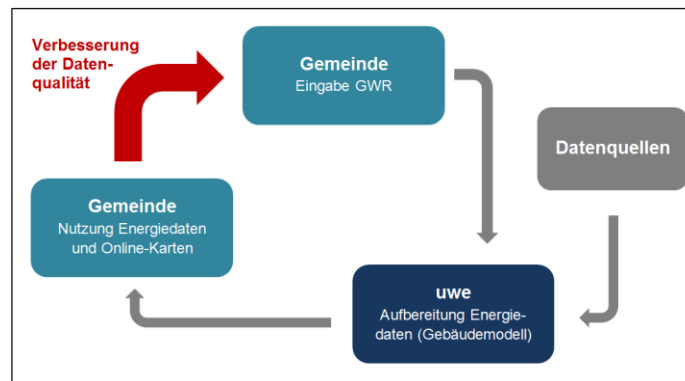 Verbesserung
der Daten-
qualität
Gemeinde
Eingabe GWR
Datenquellen
Gemeinde
Nutzung Energiedaten
und Online-Karten
uwe
Aufbereitung Energie-
daten (Gebäudemodell)